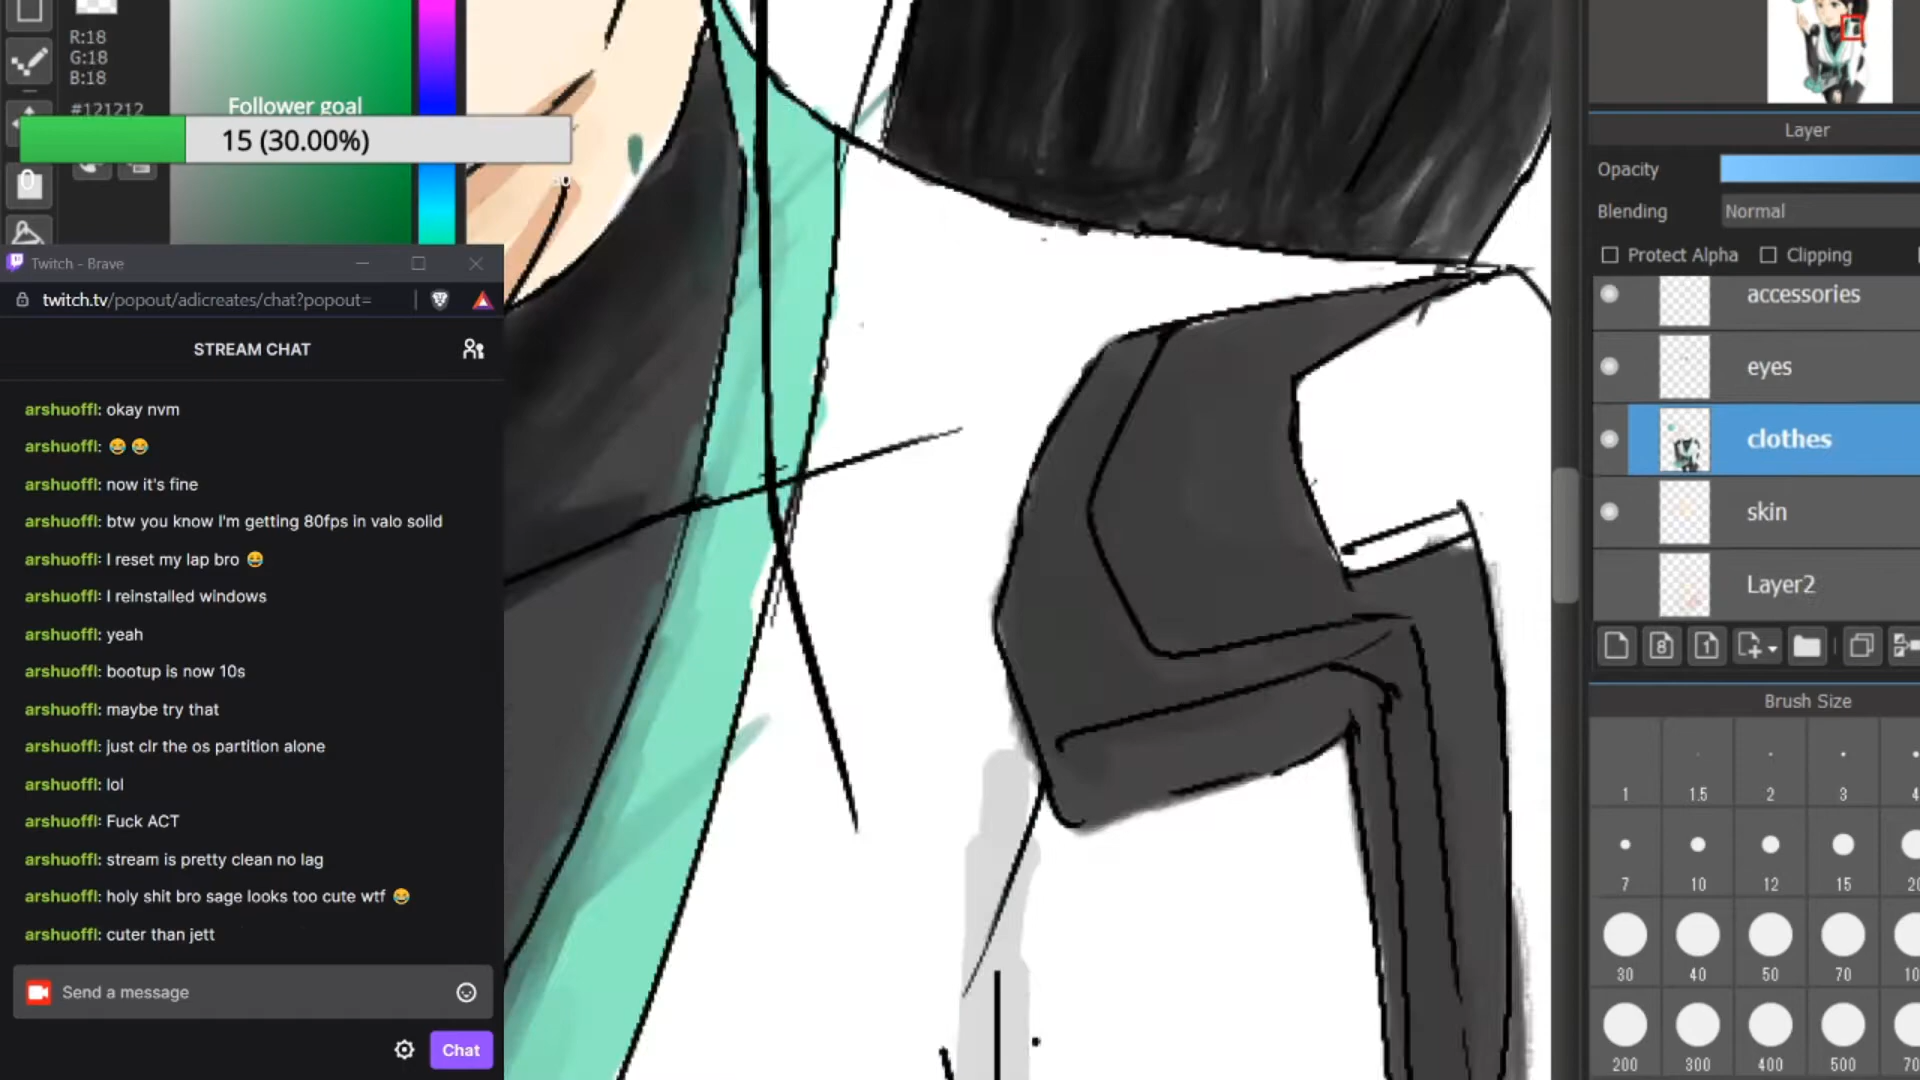 R:18
G:18
B:18
#121212
Follower goal
15 (30.00%)
Twitch - Brave
twitch.tv/popout/adicreates/chat?popout=
STREAM CHAT
arshuoffl: okay nvm
arshuoffl: 😂 😂
arshuoffl: now it's fine
arshuoffl: btw you know I'm getting 80fps in valo solid
arshuoffl: I reset my lap bro 😂
arshuoffl: I reinstalled windows
arshuoffl: yeah
arshuoffl: bootup is now 10s
arshuoffl: maybe try that
arshuoffl: just clr the os partition alone
arshuoffl: lol
arshuoffl: Fuck ACT
arshuoffl: stream is pretty clean no lag
arshuoffl: holy shit bro sage looks too cute wtf 😂
arshuoffl: cuter than jett
Send a message
Chat
Layer
Opacity
Blending Normal
Protect Alpha Clipping
accessories
eyes
clothes
skin
Layer2
8 1
Brush Size
1 1.5 2 3
7 10 12 15
30 40 50 70
200 300 400 500